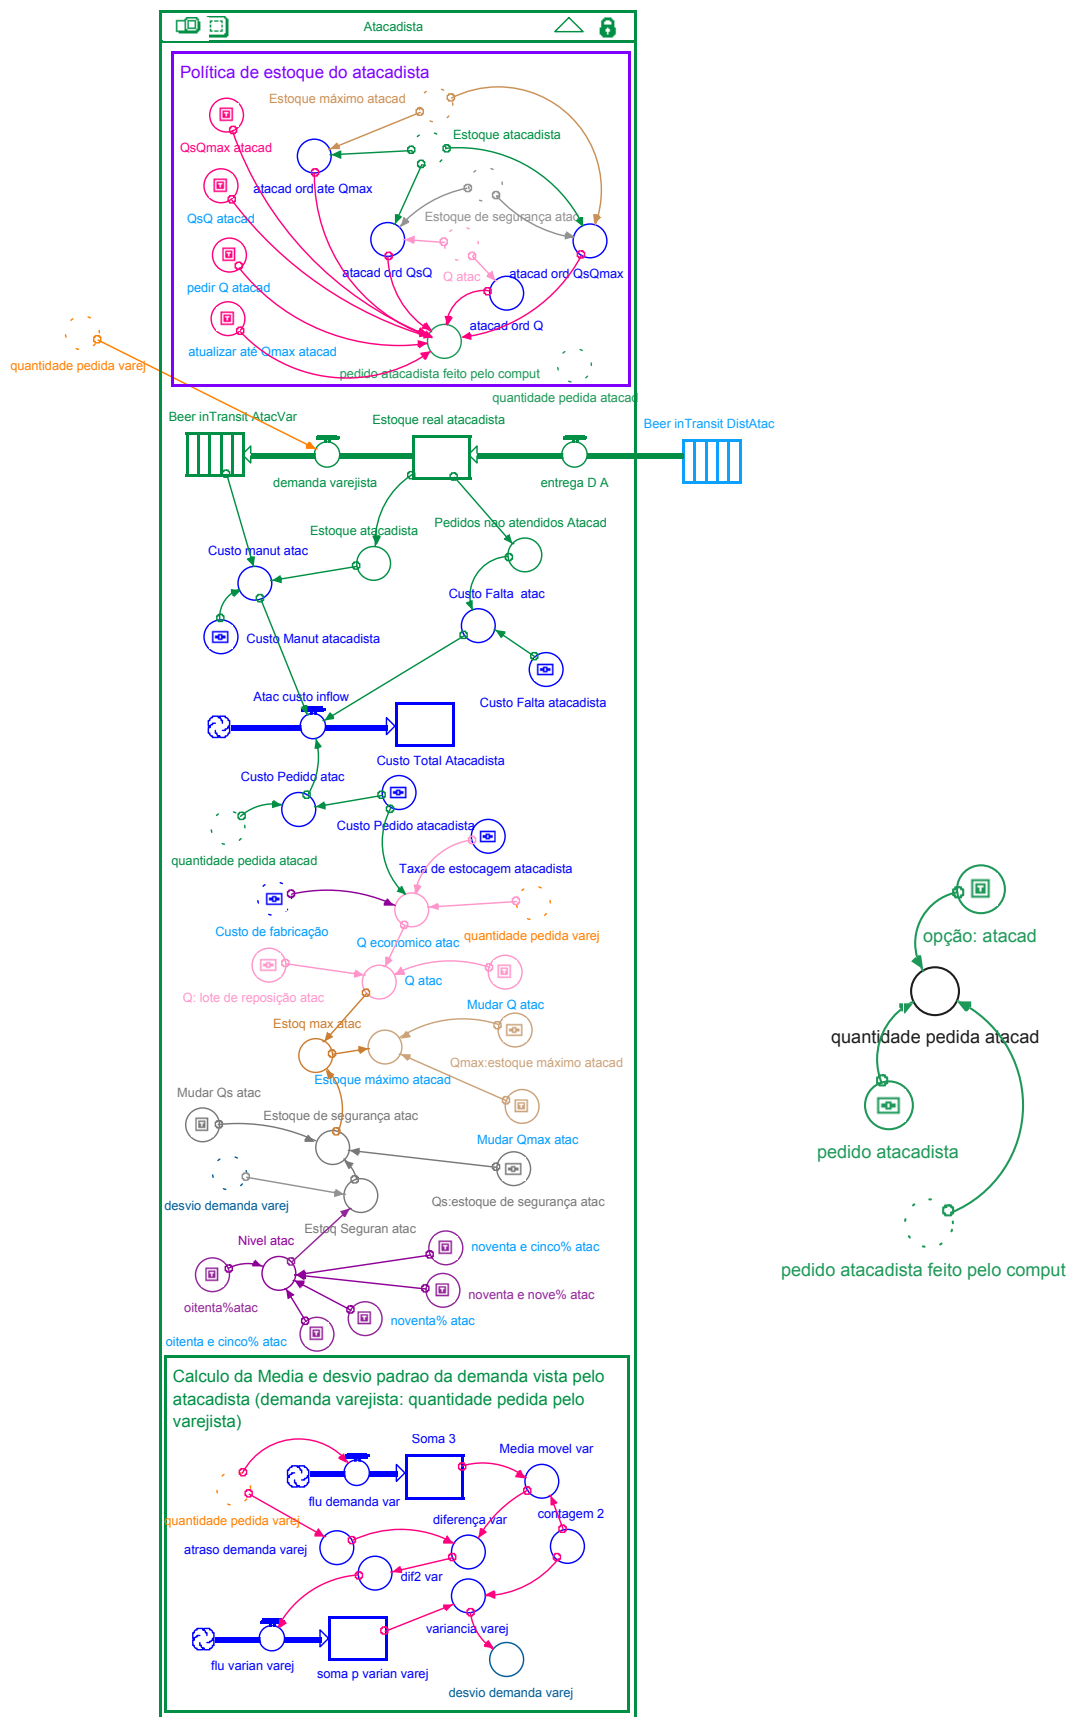 Atacadista
Política de estoque do atacadista
Estoque máximo atacad
Estoque atacadista
QsQmax atacad
atacad ord ate Qmax
QsQ atacad
Estoque de segurança atac
atacad ord QsQ
Q atac
atacad ord QsQmax
pedir Q atacad
atacad ord Q
atualizar até Qmax atacad
quantidade pedida varej
pedido atacadista feito pelo comput
quantidade pedida atacad
Beer inTransit AtacVar
Estoque real atacadista
Beer inTransit DistAtac
demanda varejista
entrega D A
Estoque atacadista
Pedidos nao atendidos Atacad
Custo manut atac
Custo Falta atac
Custo Manut atacadista
Atac custo inflow
Custo Falta atacadista
Custo Total Atacadista
Custo Pedido atac
Custo Pedido atacadista
quantidade pedida atacad
Taxa de estocagem atacadista
Custo de fabricação
Q economico atac
quantidade pedida varej
Q: lote de reposição atac
Q atac
Mudar Q atac
Estoq max atac
Estoque máximo atacad
Qmax:estoque máximo atacad
Mudar Qs atac
Estoque de segurança atac
Mudar Qmax atac
desvio demanda varej
Qs:estoque de segurança atac
Estoq Seguran atac
Nivel atac
noventa e cinco% atac
oitenta%atac
noventa e nove% atac
noventa% atac
oitenta e cinco% atac
opção: atacad
quantidade pedida atacad
pedido atacadista
pedido atacadista feito pelo comput
Calculo da Media e desvio padrao da demanda vista pelo
atacadista (demanda varejista: quantidade pedida pelo
varejista)
Soma 3
Media movel var
flu demanda var
quantidade pedida varej
diferença var
contagem 2
atraso demanda varej
dif2 var
variancia varej
flu varian varej
soma p varian varej
desvio demanda varej